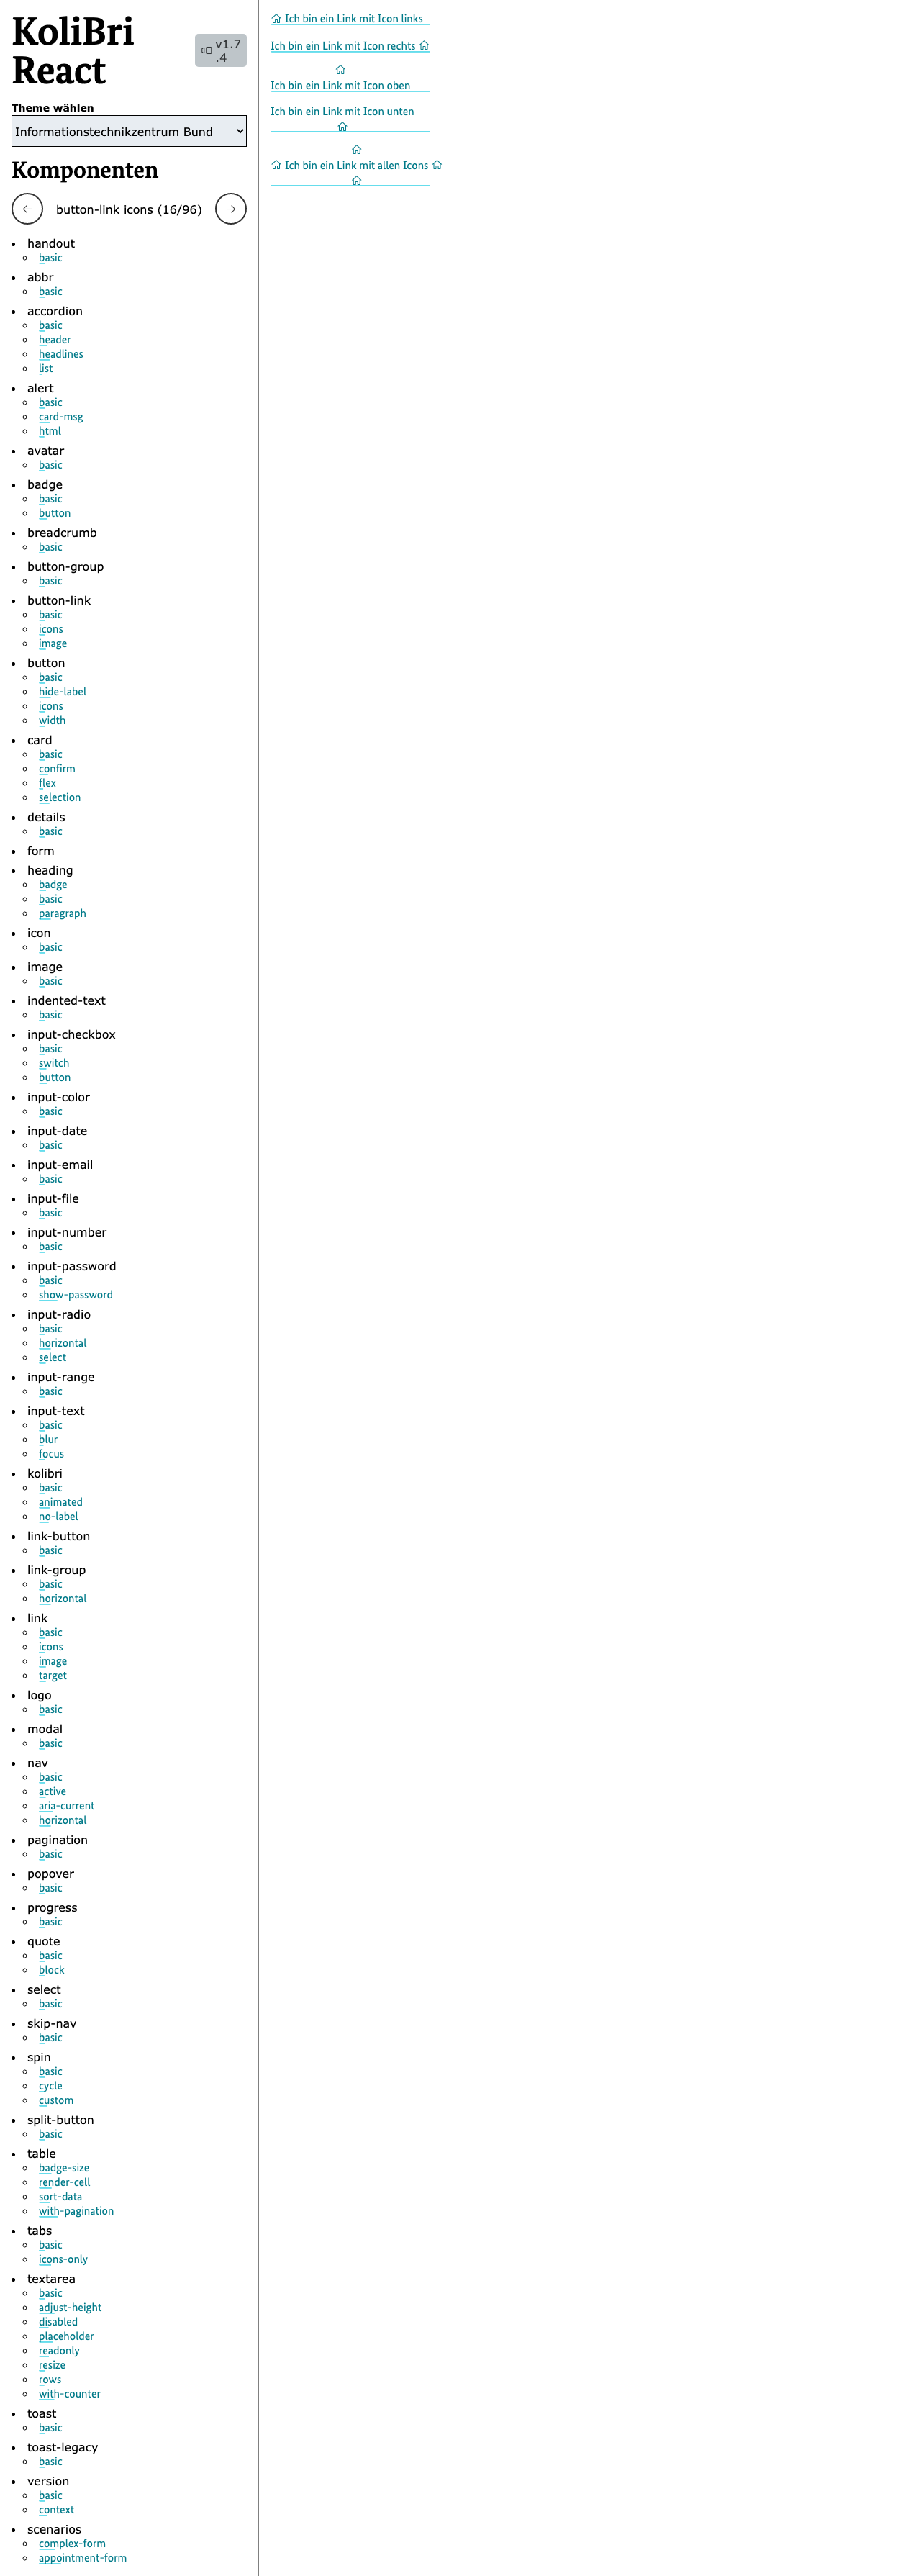 KoliBri
React
v1.7
.4
Theme wählen
Informationstechnikzentrum Bund
Komponenten
button-link icons (16/96)
handout
basic
abbr
basic
accordion
basic
header
headlines
list
alert
basic
card-msg
html
avatar
basic
badge
basic
button
breadcrumb
basic
button-group
basic
button-link
basic
icons
image
button
basic
hide-label
icons
width
card
basic
confirm
flex
selection
details
basic
form
heading
badge
basic
paragraph
icon
basic
image
basic
indented-text
basic
input-checkbox
basic
switch
button
input-color
basic
input-date
basic
input-email
basic
input-file
basic
input-number
basic
input-password
basic
show-password
input-radio
basic
horizontal
select
input-range
basic
input-text
basic
blur
focus
kolibri
basic
animated
no-label
link-button
basic
link-group
basic
horizontal
link
basic
icons
image
target
logo
basic
modal
basic
nav
basic
active
aria-current
horizontal
pagination
basic
popover
basic
progress
basic
quote
basic
block
select
basic
skip-nav
basic
spin
basic
cycle
custom
split-button
basic
table
badge-size
render-cell
sort-data
with-pagination
tabs
basic
icons-only
textarea
basic
adjust-height
disabled
placeholder
readonly
resize
rows
with-counter
toast
basic
toast-legacy
basic
version
basic
context
scenarios
complex-form
appointment-form
Ich bin ein Link mit Icon links
Ich bin ein Link mit Icon rechts
Ich bin ein Link mit Icon oben
Ich bin ein Link mit Icon unten
Ich bin ein Link mit allen Icons